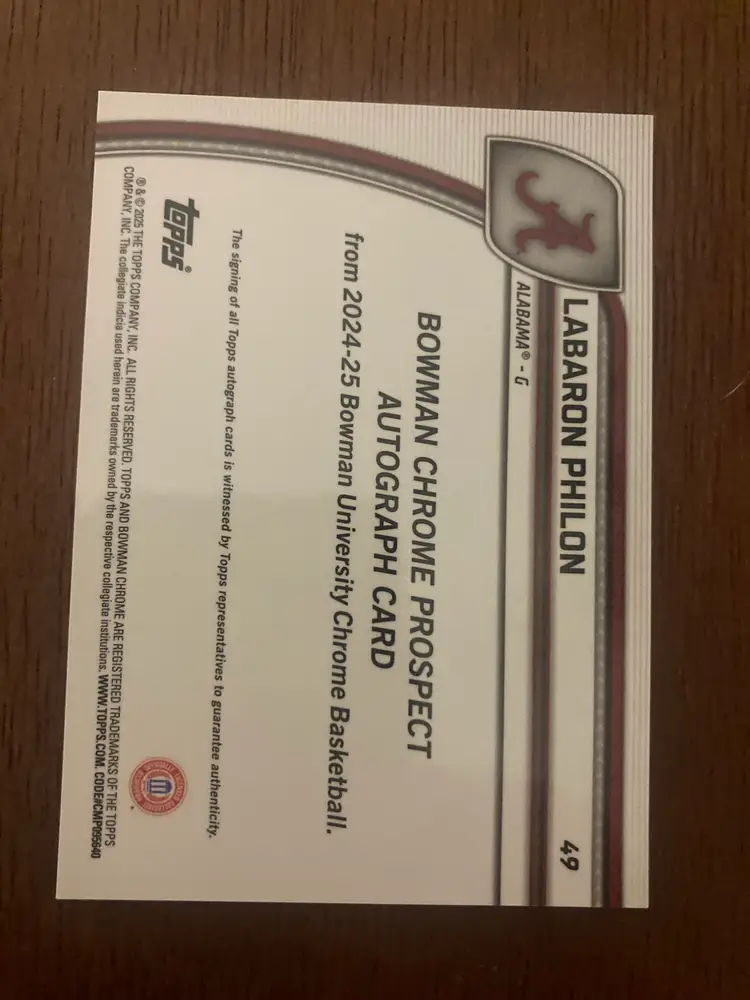 LABARON PHILON 49
ALABAMA® - G
BOWMAN CHROME PROSPECT
AUTOGRAPH CARD
from 2024-25 Bowman University Chrome Basketball.
The signing of all Topps autograph cards is witnessed by Topps representatives to guarantee authenticity.
topps®
® & © 2025 THE TOPPS COMPANY, INC. ALL RIGHTS RESERVED. TOPPS AND BOWMAN CHROME ARE REGISTERED TRADEMARKS OF THE TOPPS
COMPANY, INC. The collegiate indicia used herein are trademarks owned by the respective collegiate institutions. WWW.TOPPS.COM. CODE#CMP095640